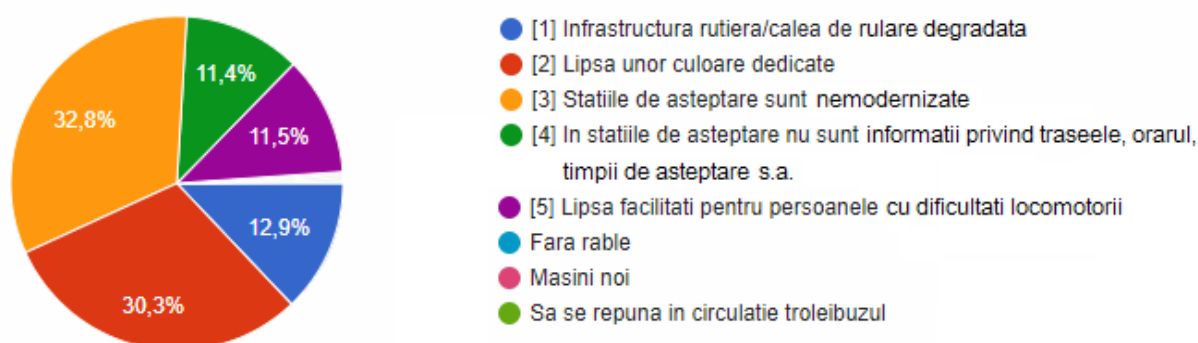 11,4%
32,8%
11,5%
12,9%
30,3%
[1] Infrastructura rutiera/calea de rulare degradata
[2] Lipsa unor culoare dedicate
[3] Statiile de asteptare sunt nemodernizate
[4] In statiile de asteptare nu sunt informatii privind traseele, orarul,
timpii de asteptare s.a.
[5] Lipsa facilitati pentru persoanele cu dificultati locomotorii
Fara rable
Masini noi
Sa se repuna in circulatie troleibuzul